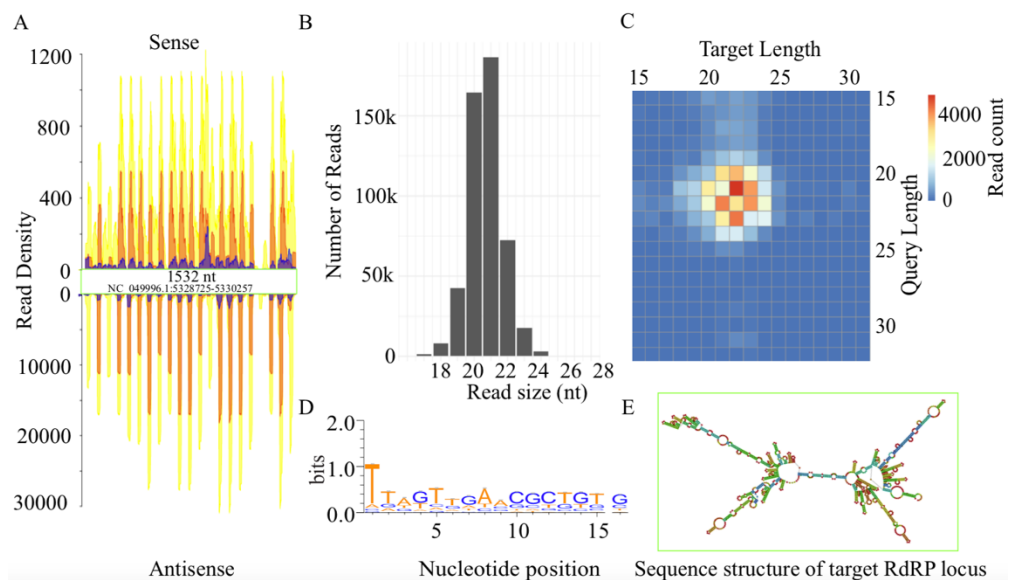 A
Sense
1200
800
400
0
1532 nt
NC_049996.1:5328725-5330257
0
10000
20000
30000
Read Density
Antisense
B
Number of Reads
150k
100k
50k
0
18 20 22 24 26 28
Read size (nt)
C
Target Length
15 20 25 30
15
20
25
30
Query Length
4000
2000
0
Read count
D
2.0
1.0
0.0
bits
T T A G T T G A A C G C T G T G
5 10 15
Nucleotide position
E
Sequence structure of target RdRP locus